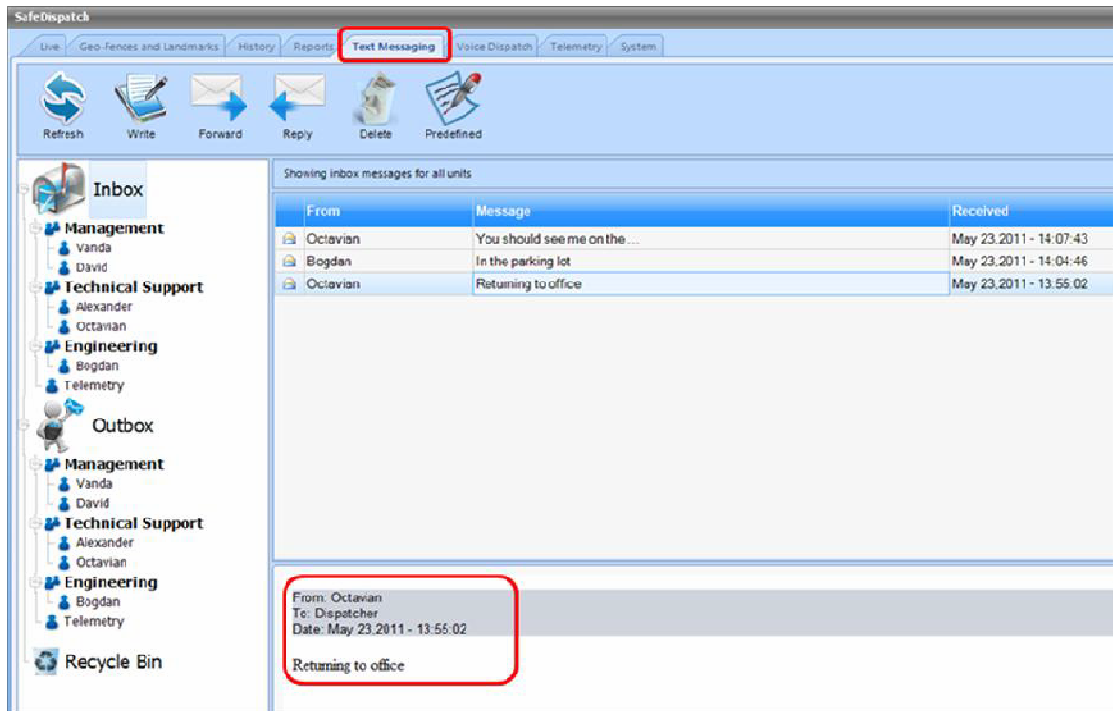 SafeDispatch
Live Geo-Fences and Landmarks History Reports Text Messaging Voice Dispatch Telemetry System
Refresh Write Forward Reply Delete Predefined
Inbox
Management
Vanda
David
Technical Support
Alexander
Octavian
Engineering
Bogdan
Telemetry
Outbox
Management
Vanda
David
Technical Support
Alexander
Octavian
Engineering
Bogdan
Telemetry
Recycle Bin
Showing inbox messages for all units
From Message Received
Octavian You should see me on the... May 23,2011 - 14:07:43
Bogdan In the parking lot May 23,2011 - 14:04:46
Octavian Returning to office May 23,2011 - 13:55:02
From: Octavian
To: Dispatcher
Date: May 23,2011 - 13:55:02
Returning to office